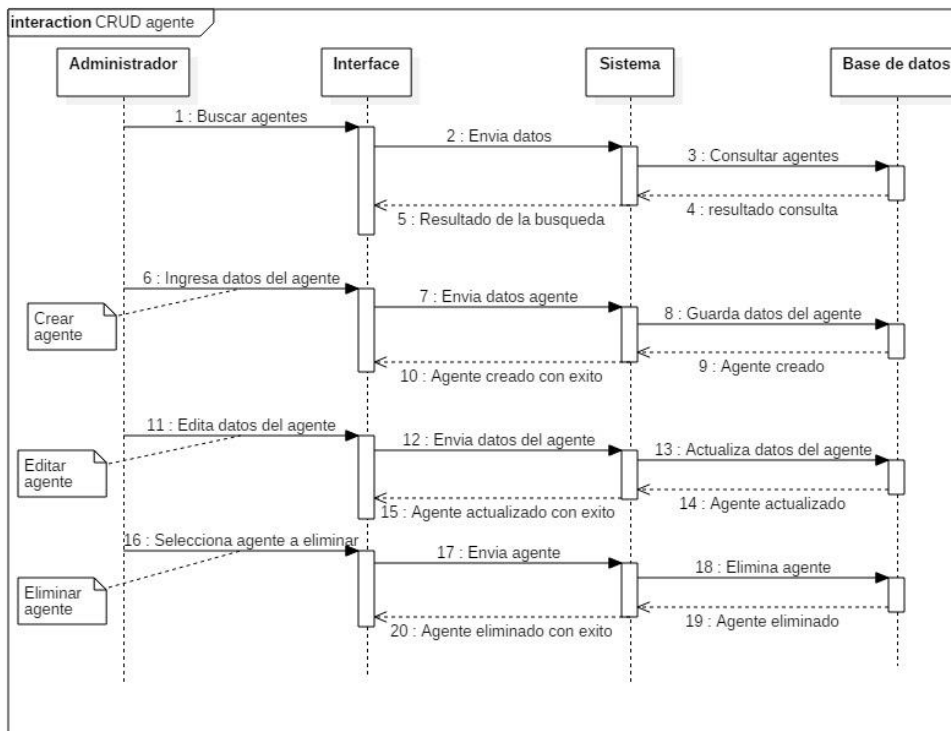 interaction CRUD agente
Administrador
Interface
Sistema
Base de datos
1 : Buscar agentes
2 : Envia datos
3 : Consultar agentes
4 : resultado consulta
5 : Resultado de la busqueda
6 : Ingresa datos del agente
Crear
agente
7 : Envia datos agente
8 : Guarda datos del agente
9 : Agente creado
10 : Agente creado con exito
11 : Edita datos del agente
Editar
agente
12 : Envia datos del agente
13 : Actualiza datos del agente
14 : Agente actualizado
15 : Agente actualizado con exito
16 : Selecciona agente a eliminar
Eliminar
agente
17 : Envia agente
18 : Elimina agente
19 : Agente eliminado
20 : Agente eliminado con exito